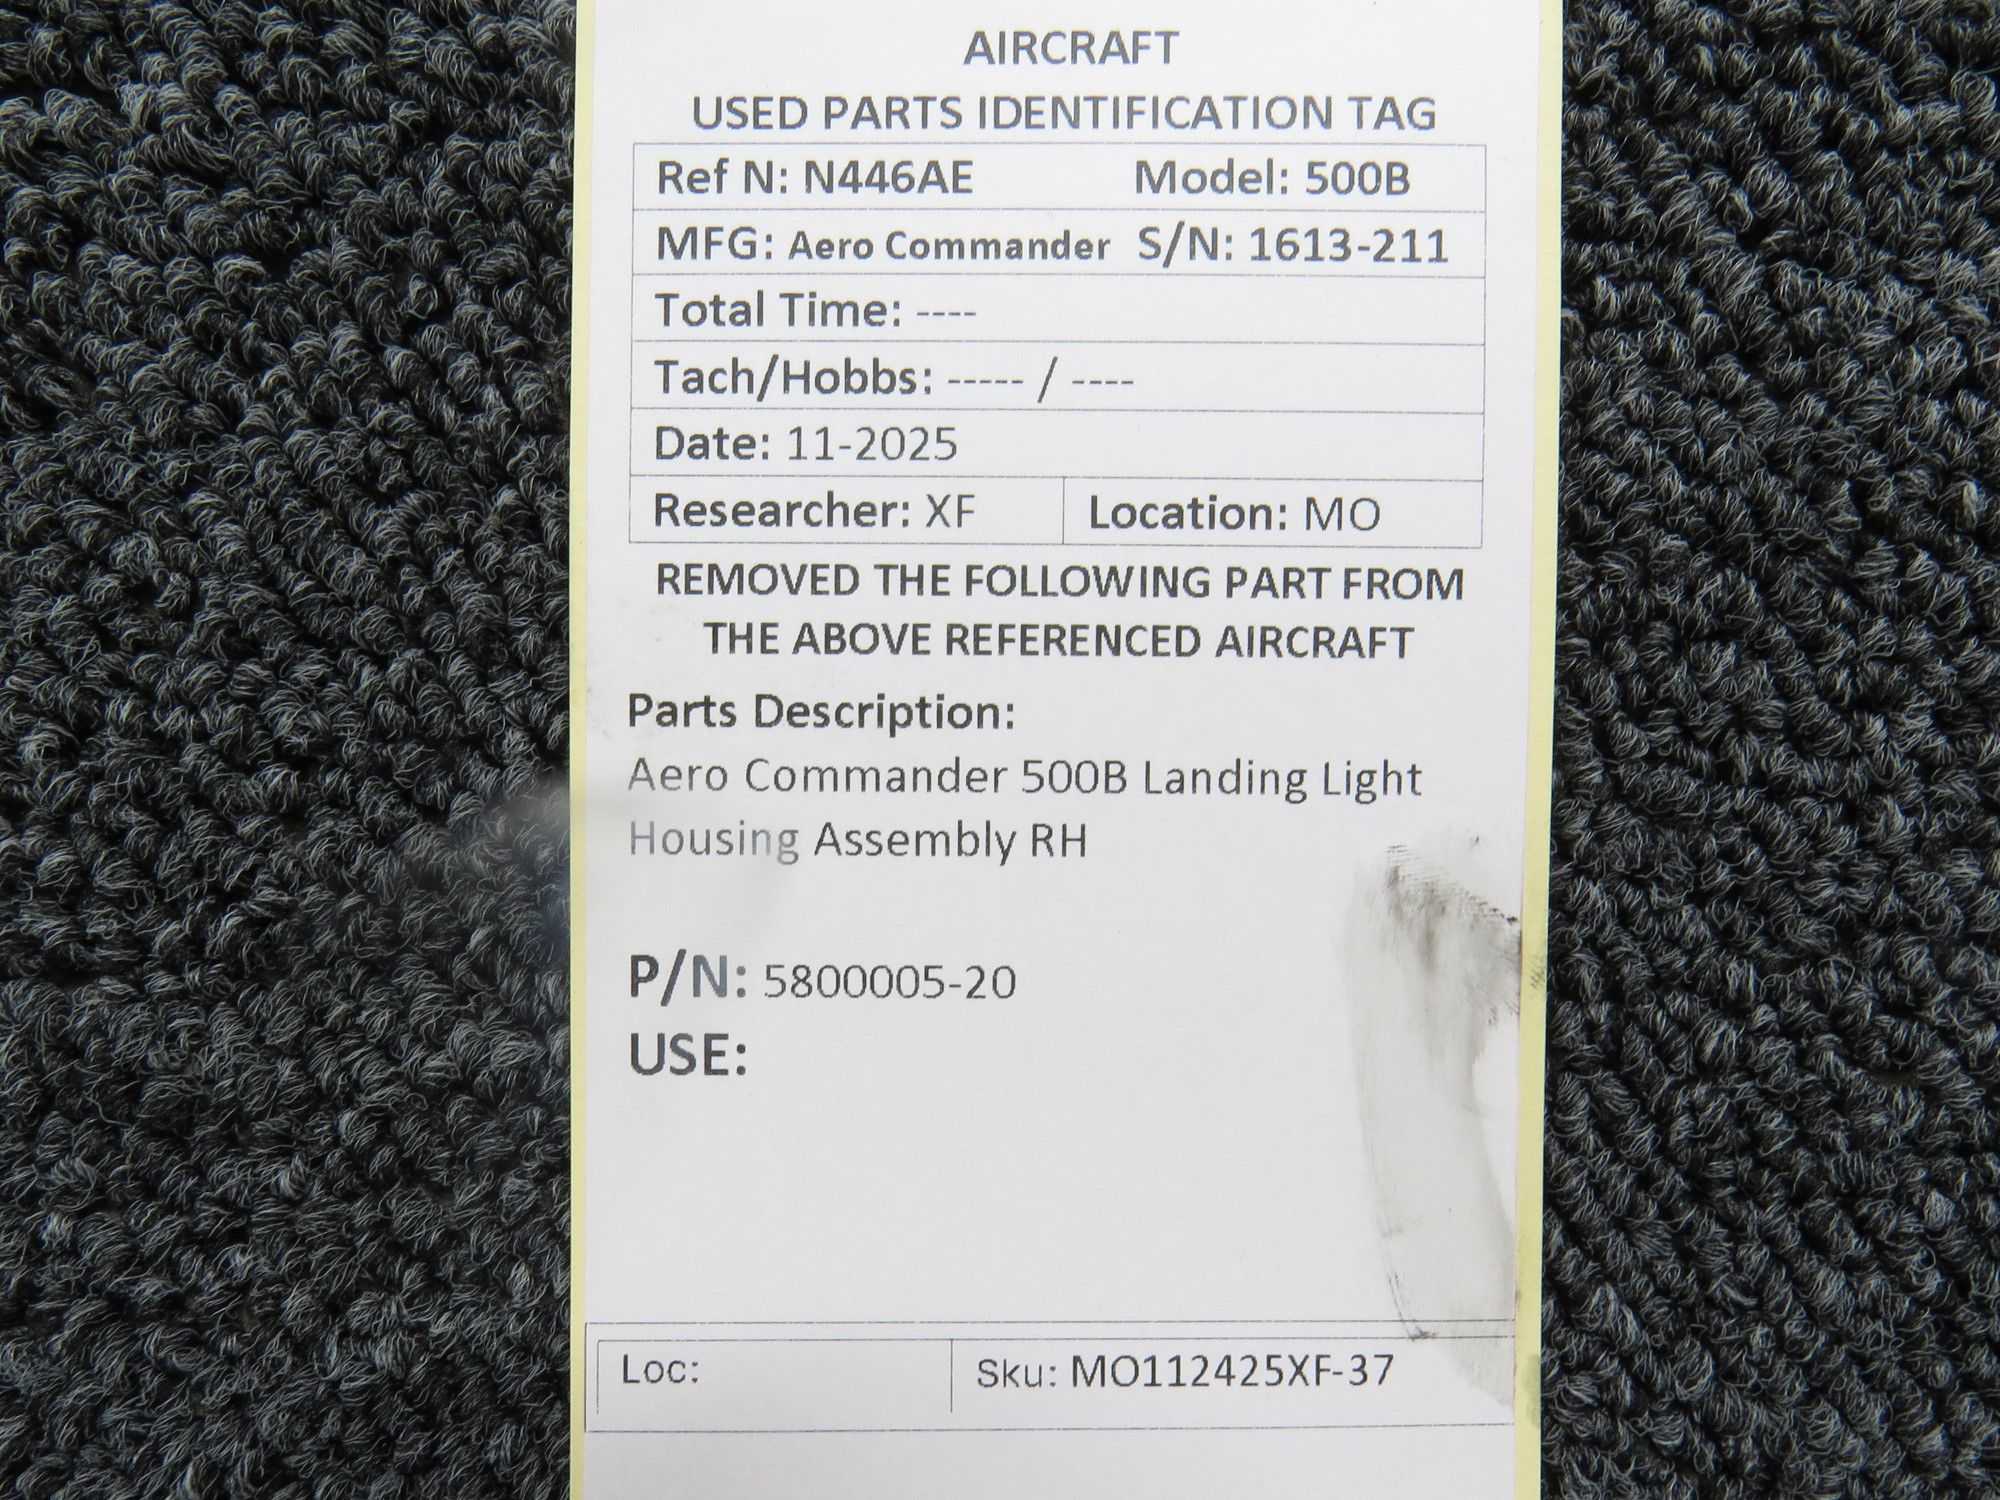 AIRCRAFT
USED PARTS IDENTIFICATION TAG
Ref N: N446AE Model: 500B
MFG: Aero Commander S/N: 1613-211
Total Time: ----
Tach/Hobbs: ----- / ----
Date: 11-2025
Researcher: XF Location: MO
REMOVED THE FOLLOWING PART FROM
THE ABOVE REFERENCED AIRCRAFT
Parts Description:
Aero Commander 500B Landing Light
Housing Assembly RH
P/N: 5800005-20
USE:
Loc: Sku: MO112425XF-37